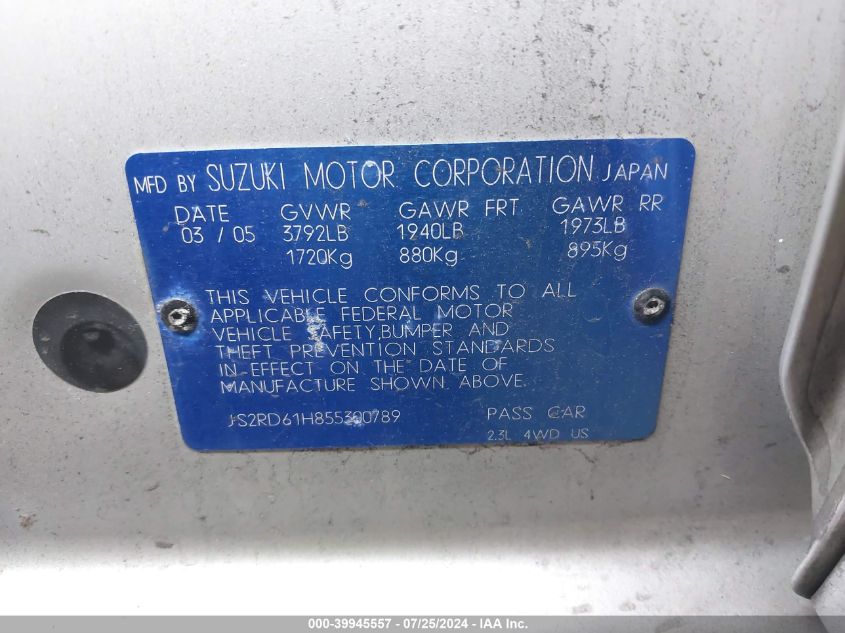 MFD BY SUZUKI MOTOR CORPORATION JAPAN
DATE GVWR GAWR FRT GAWR RR
03 / 05 3792LB 1940LB 1973LB
1720Kg 880Kg 895Kg
THIS VEHICLE CONFORMS TO ALL
APPLICABLE FEDERAL MOTOR
VEHICLE SAFETY,BUMPER AND
THEFT PREVENTION STANDARDS
IN EFFECT ON THE DATE OF
MANUFACTURE SHOWN ABOVE.
JS2RD61H855300789 PASS CAR
2.3L 4WD US
000-39945557 / 07/25/2024 - IAA Inc.